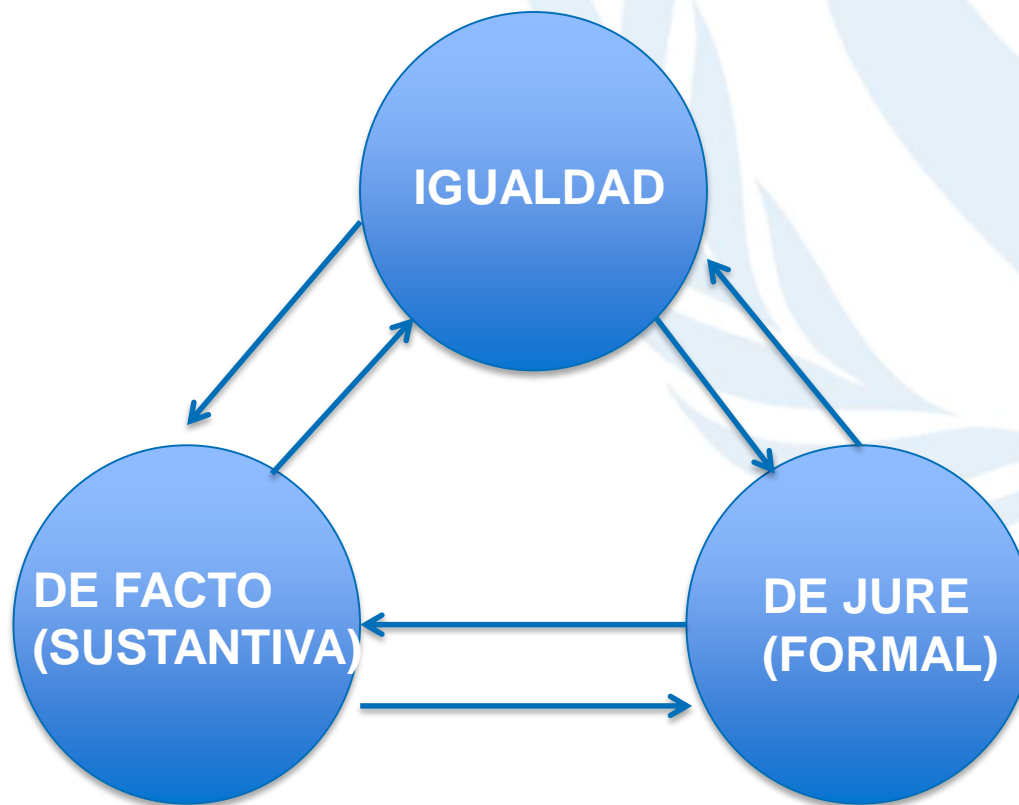 IGUALDAD
DE FACTO
(SUSTANTIVA)
DE JURE
(FORMAL)